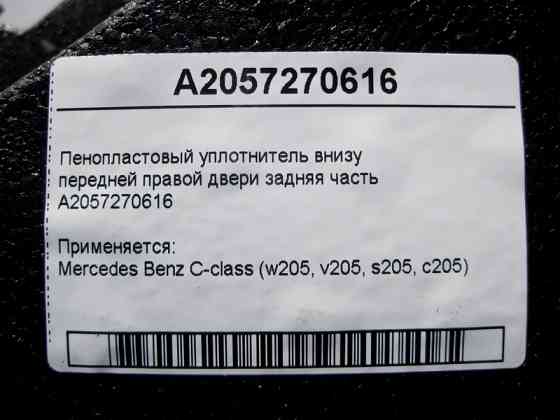 A2057270616
Пенопластовый уплотнитель внизу
передней правой двери задняя часть
A2057270616
Применяется:
Mercedes Benz C-class (w205, v205, s205, c205)